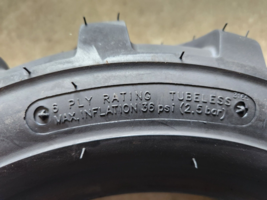 6 PLY RATING TUBELESS
MAX.INFLATION 36 psi (2.5 bar)